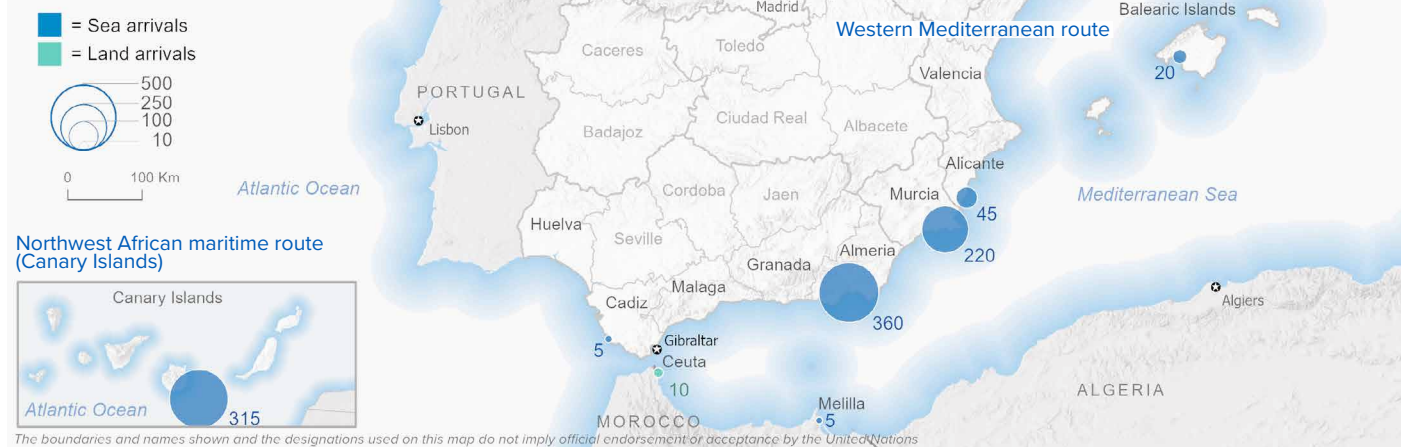 = Sea arrivals
= Land arrivals
500
250
100
10
0 100 Km
Atlantic Ocean
PORTUGAL
Lisbon
Madrid
Caceres
Toledo
Western Mediterranean route
Balearic Islands
20
Valencia
Badajoz
Ciudad Real
Albacete
Alicante
Cordoba
Jaen
Murcia
45
Mediterranean Sea
Huelva
Seville
220
Almeria
Granada
Malaga
Cadiz
360
Algiers
5
Gibraltar
Ceuta
10
Melilla
5
MOROCCO
ALGERIA
Northwest African maritime route
(Canary Islands)
Canary Islands
Atlantic Ocean
315
The boundaries and names shown and the designations used on this map do not imply official endorsement or acceptance by the United Nations